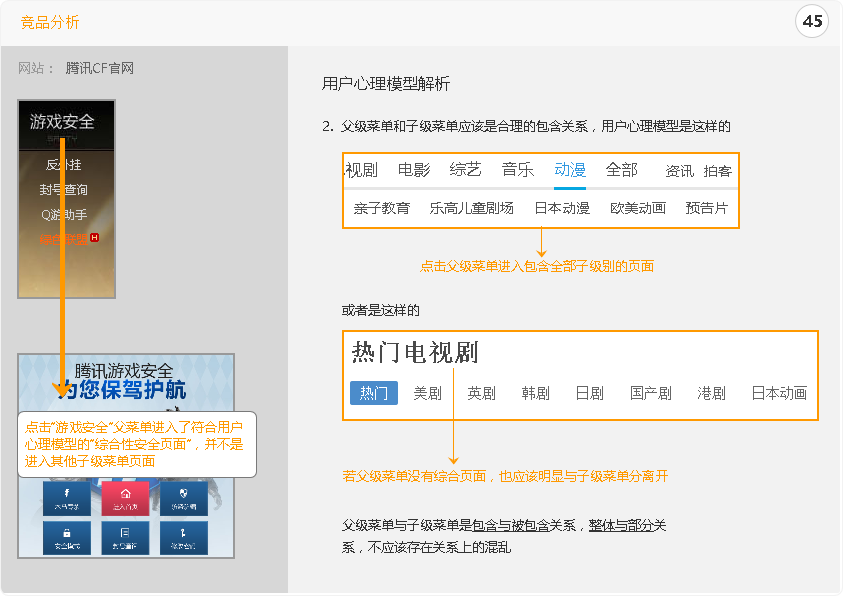 竞品分析
45
网站： 腾讯CF官网
游戏安全
反外挂
封号查询
Q游助手
H
腾讯游戏安全
为您保驾护航
点击“游戏安全”父菜单进入了符合用户
心理模型的“综合性安全页面”，并不是
进入其他子级菜单页面
进入首页
安全模式
用户心理模型解析
2. 父级菜单和子级菜单应该是合理的包含关系，用户心理模型是这样的
视剧 电影 综艺 音乐 动漫 全部 资讯 拍客
亲子教育 乐高儿童剧场 日本动漫 欧美动画 预告片
点击父级菜单进入包含全部子级别的页面
或者是这样的
热门电视剧
热门 美剧 英剧 韩剧 日剧 国产剧 港剧 日本动画
若父级菜单没有综合页面，也应该明显与子级菜单分离开
父级菜单与子级菜单是包含与被包含关系，整体与部分关
系，不应该存在关系上的混乱